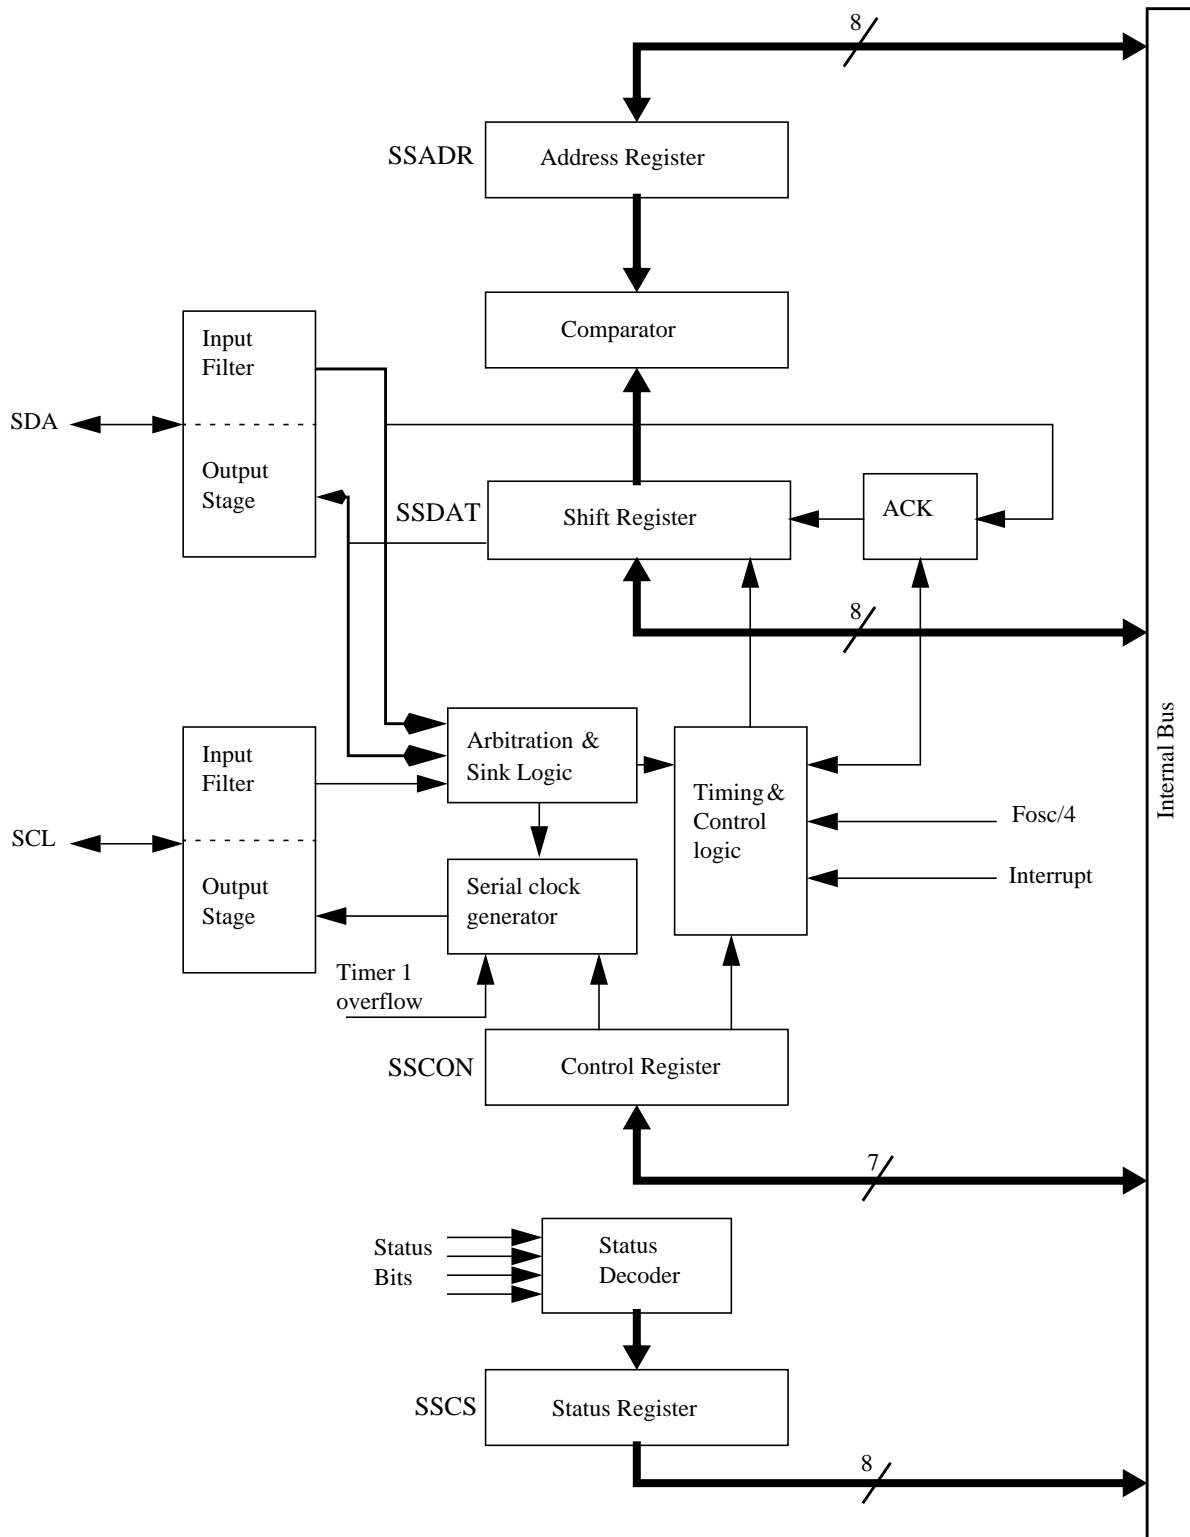 8
SSADR
Address Register
Comparator
Input
Filter
SDA
Output
Stage
SSDAT
Shift Register
ACK
8
Internal Bus
Input
Filter
SCL
Output
Stage
Arbitration &
Sink Logic
Timing &
Control
logic
Fosc/4
Interrupt
Serial clock
generator
Timer 1
overflow
SSCON
Control Register
7
Status
Bits
Status
Decoder
SSCS
Status Register
8